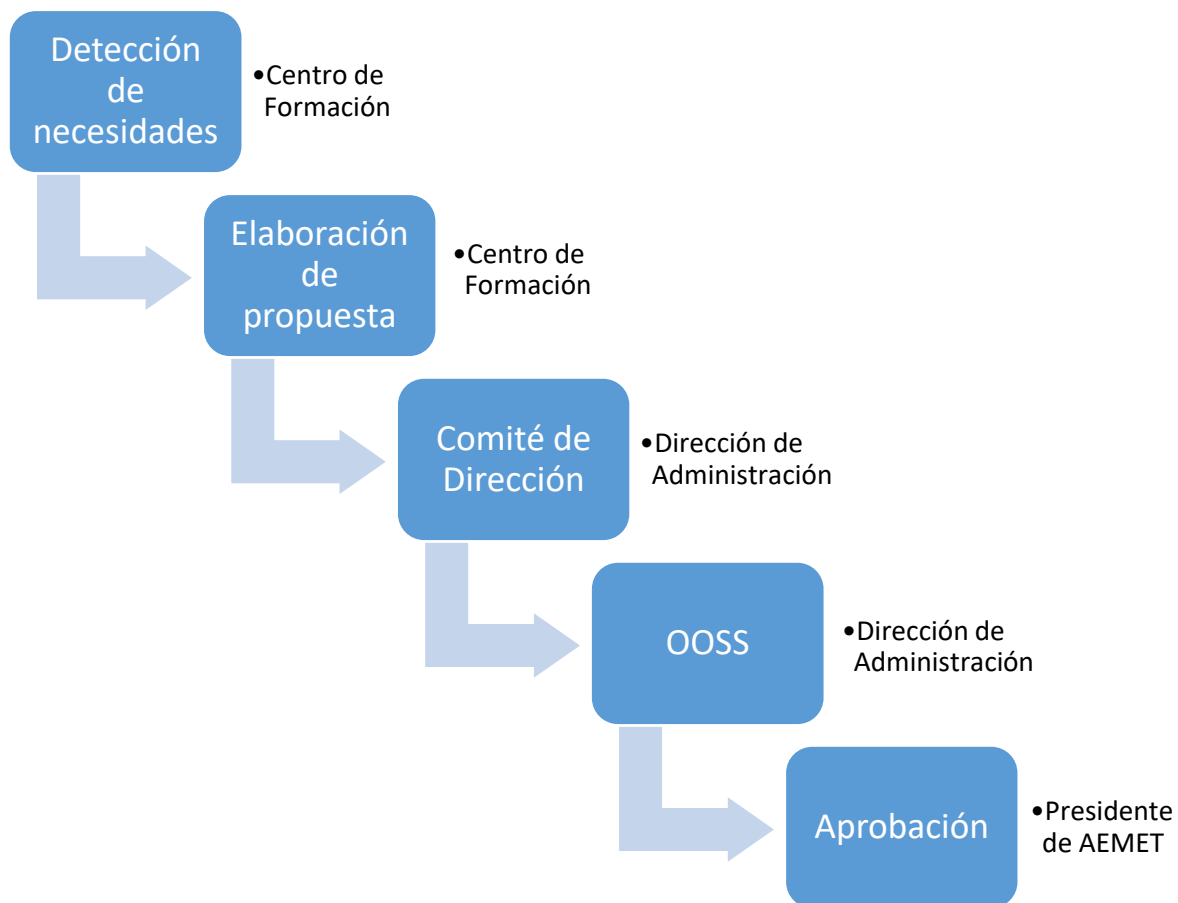 Detección
de
necesidades
•Centro de
Formación
Elaboración
de
propuesta
•Centro de
Formación
Comité de
Dirección
•Dirección de
Administración
OOSS
•Dirección de
Administración
Aprobación
•Presidente
de AEMET